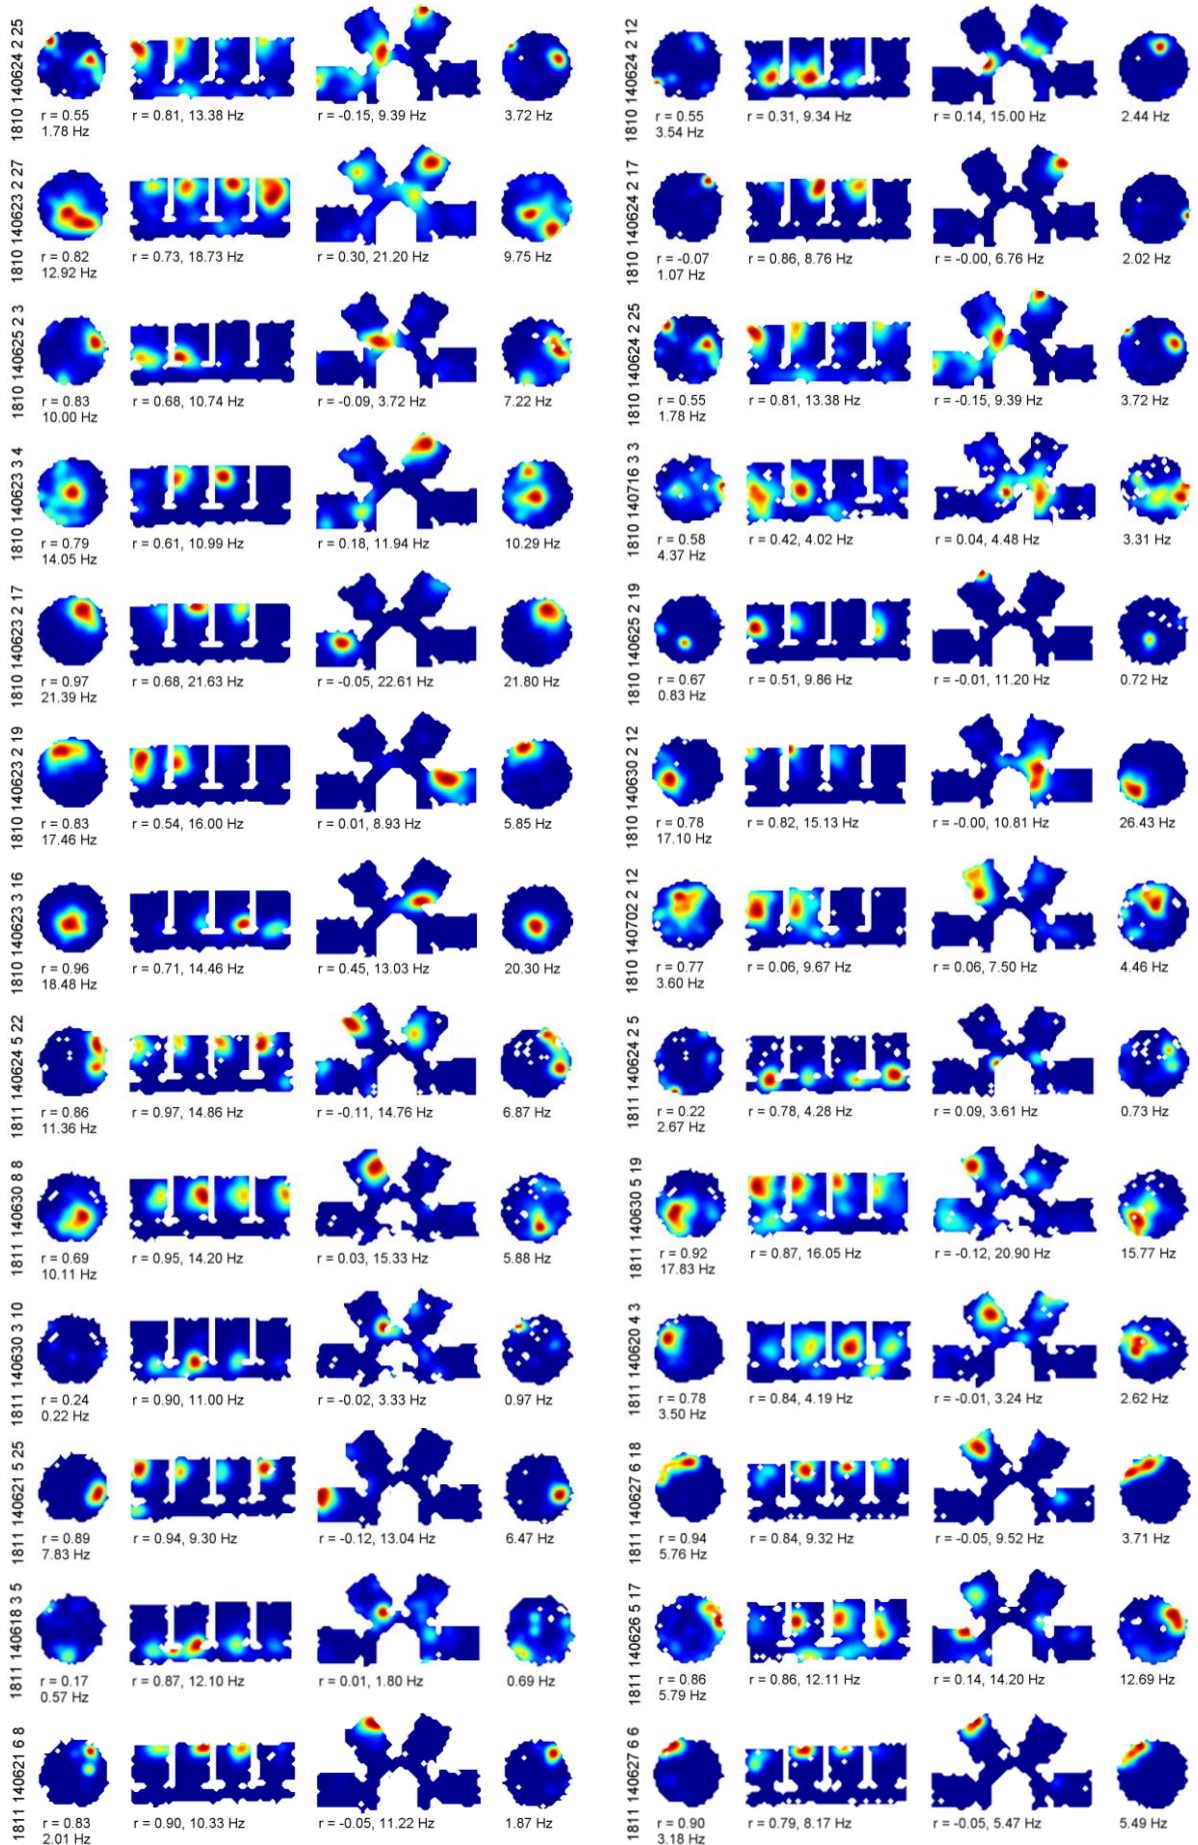 1810 140624 2 25
r = 0.55
1.78 Hz
r = 0.81, 13.38 Hz
r = -0.15, 9.39 Hz
3.72 Hz
1810 140624 2 12
r = 0.55
3.54 Hz
r = 0.31, 9.34 Hz
r = 0.14, 15.00 Hz
2.44 Hz
1810 140623 2 27
r = 0.82
12.92 Hz
r = 0.73, 18.73 Hz
r = 0.30, 21.20 Hz
9.75 Hz
1810 140624 2 17
r = -0.07
1.07 Hz
r = 0.86, 8.76 Hz
r = -0.00, 6.76 Hz
2.02 Hz
1810 140625 2 3
r = 0.83
10.00 Hz
r = 0.68, 10.74 Hz
r = -0.09, 3.72 Hz
7.22 Hz
1810 140624 2 25
r = 0.55
1.78 Hz
r = 0.81, 13.38 Hz
r = -0.15, 9.39 Hz
3.72 Hz
1810 140623 3 4
r = 0.79
14.05 Hz
r = 0.61, 10.99 Hz
r = 0.18, 11.94 Hz
10.29 Hz
1810 140716 3 3
r = 0.58
4.37 Hz
r = 0.42, 4.02 Hz
r = 0.04, 4.48 Hz
3.31 Hz
1810 140623 2 17
r = 0.97
21.39 Hz
r = 0.68, 21.63 Hz
r = -0.05, 22.61 Hz
21.80 Hz
1810 140625 2 19
r = 0.67
0.83 Hz
r = 0.51, 9.86 Hz
r = -0.01, 11.20 Hz
0.72 Hz
1810 140623 2 19
r = 0.83
17.46 Hz
r = 0.54, 16.00 Hz
r = 0.01, 8.93 Hz
5.85 Hz
1810 140630 2 12
r = 0.78
17.10 Hz
r = 0.82, 15.13 Hz
r = -0.00, 10.81 Hz
26.43 Hz
1810 140623 3 16
r = 0.96
18.48 Hz
r = 0.71, 14.46 Hz
r = 0.45, 13.03 Hz
20.30 Hz
1810 140702 2 12
r = 0.77
3.60 Hz
r = 0.06, 9.67 Hz
r = 0.06, 7.50 Hz
4.46 Hz
1811 140624 5 22
r = 0.86
11.36 Hz
r = 0.97, 14.86 Hz
r = -0.11, 14.76 Hz
6.87 Hz
1811 140624 2 5
r = 0.22
2.67 Hz
r = 0.78, 4.28 Hz
r = 0.09, 3.61 Hz
0.73 Hz
1811 140630 8 8
r = 0.69
10.11 Hz
r = 0.95, 14.20 Hz
r = 0.03, 15.33 Hz
5.88 Hz
1811 140630 5 19
r = 0.92
17.83 Hz
r = 0.87, 16.05 Hz
r = -0.12, 20.90 Hz
15.77 Hz
1811 140630 3 10
r = 0.24
0.22 Hz
r = 0.90, 11.00 Hz
r = -0.02, 3.33 Hz
0.97 Hz
1811 140620 4 3
r = 0.78
3.50 Hz
r = 0.84, 4.19 Hz
r = -0.01, 3.24 Hz
2.62 Hz
1811 140621 5 25
r = 0.89
7.83 Hz
r = 0.94, 9.30 Hz
r = -0.12, 13.04 Hz
6.47 Hz
1811 140627 6 18
r = 0.94
5.76 Hz
r = 0.84, 9.32 Hz
r = -0.05, 9.52 Hz
3.71 Hz
1811 140618 3 5
r = 0.17
0.57 Hz
r = 0.87, 12.10 Hz
r = 0.01, 1.80 Hz
0.69 Hz
1811 140626 5 17
r = 0.86
5.79 Hz
r = 0.86, 12.11 Hz
r = 0.14, 14.20 Hz
12.69 Hz
1811 140621 6 8
r = 0.83
2.01 Hz
r = 0.90, 10.33 Hz
r = -0.05, 11.22 Hz
1.87 Hz
1811 140627 6 6
r = 0.90
3.18 Hz
r = 0.79, 8.17 Hz
r = -0.05, 5.47 Hz
5.49 Hz